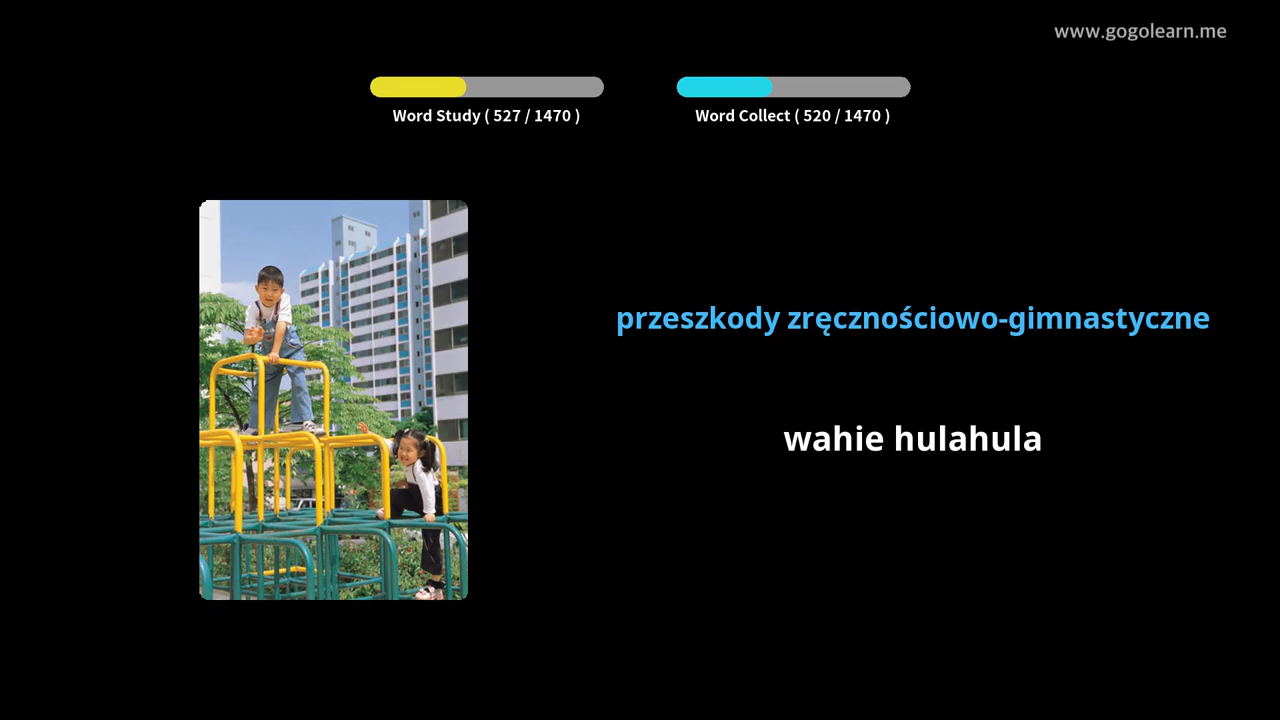 www.gogolearn.me
Word Study ( 527 / 1470 )
Word Collect ( 520 / 1470 )
przeszkody zręcznościowo-gimnastyczne
wahie hulahula